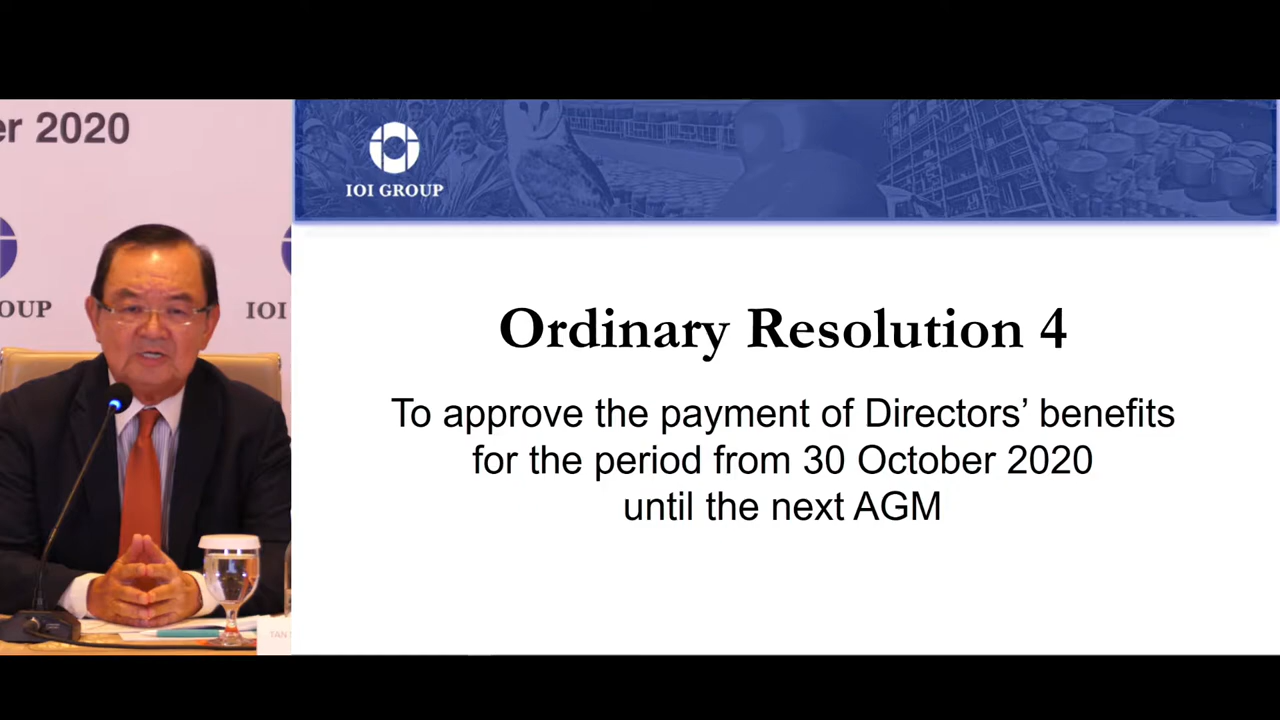 er 2020
IOI GROUP
OUP
IOI
TAN
Ordinary Resolution 4
To approve the payment of Directors’ benefits
for the period from 30 October 2020
until the next AGM